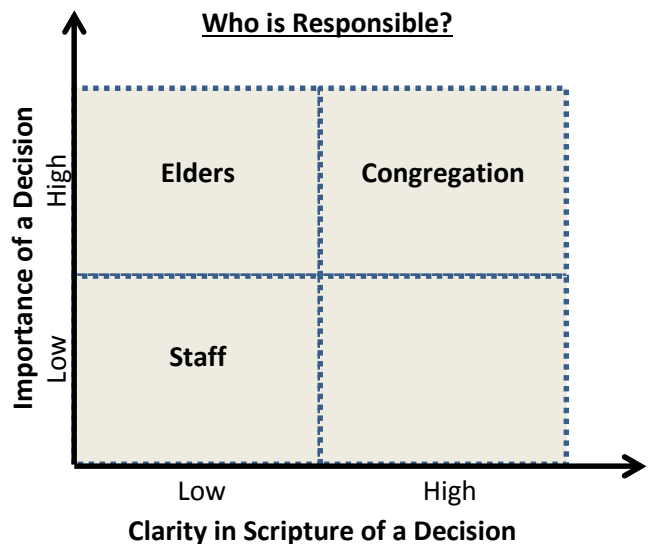 Who is Responsible?
Importance of a Decision
High
Low
Elders
Congregation
Staff
Low
High
Clarity in Scripture of a Decision